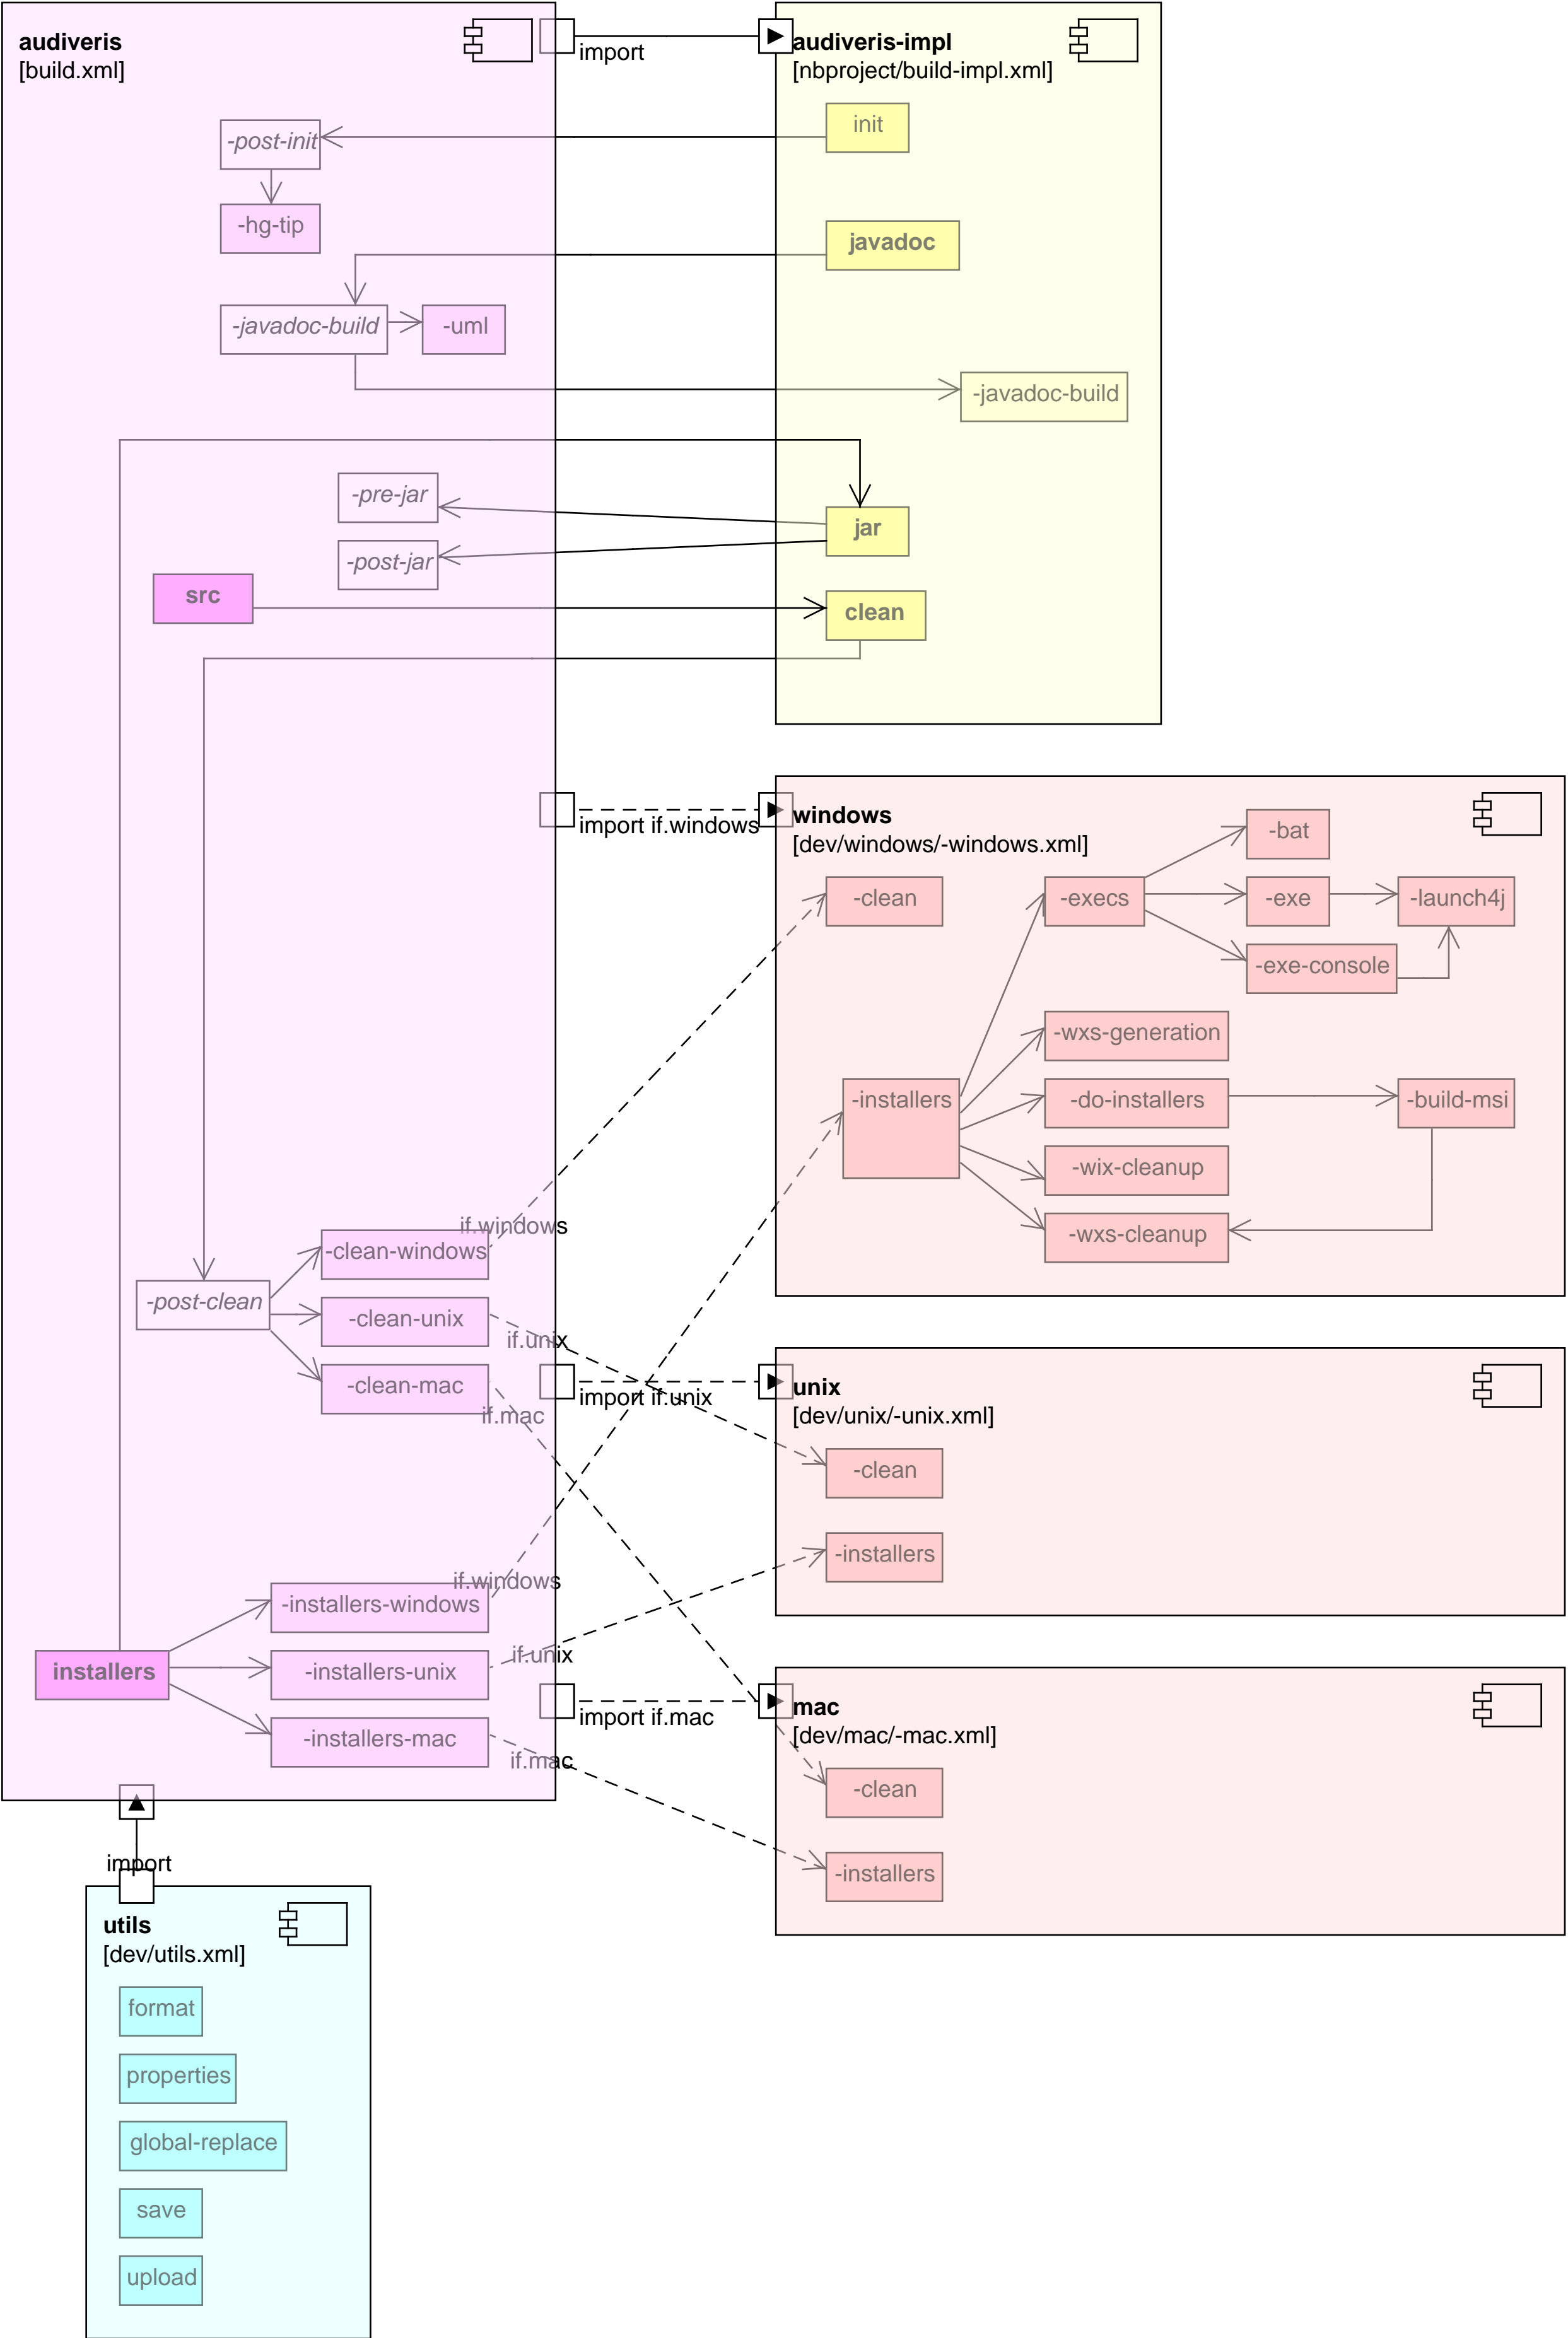 audiveris
[build.xml]
import
audiveris-impl
[nbproject/build-impl.xml]
-post-init
init
-hg-tip
javadoc
-javadoc-build
-uml
-javadoc-build
-pre-jar
jar
-post-jar
src
clean
import if.windows
windows
[dev/windows/-windows.xml]
-bat
-clean
-execs
-exe
-launch4j
-exe-console
-wxs-generation
-installers
-do-installers
-build-msi
-wix-cleanup
-wxs-cleanup
if.windows
-clean-windows
-post-clean
-clean-unix
if.unix
-clean-mac
if.mac
import if.unix
unix
[dev/unix/-unix.xml]
-clean
-installers
if.windows
-installers-windows
installers
-installers-unix
if.unix
-installers-mac
if.mac
import if.mac
mac
[dev/mac/-mac.xml]
-clean
-installers
import
utils
[dev/utils.xml]
format
properties
global-replace
save
upload